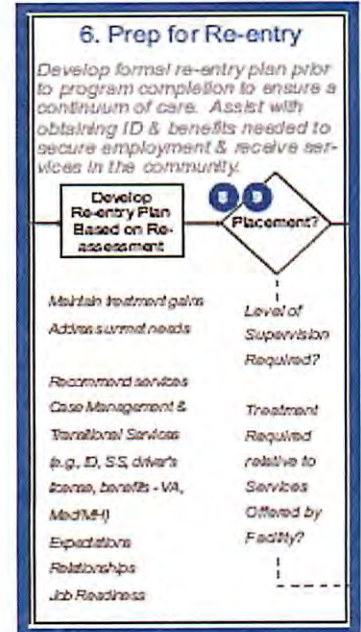 6. Prep for Re-entry
Develop formal re-entry plan prior
to program completion to ensure a
continuum of care. Assist with
obtaining ID & benefits needed to
secure employment & receive ser-
vices in the community.
Develop
Re-entry Plan
Based on Re-
assessment
Placement?
Maintain treatment gains
Address unmet needs
Recommend services
Case Management &
Transitional Services
(e.g., ID, SS, driver's
license, benefits - VA,
Med/MH)
Expectations
Relationships
Job Readiness
Level of
Supervision
Required?
Treatment
Required
relative to
Services
Offered by
Facility?